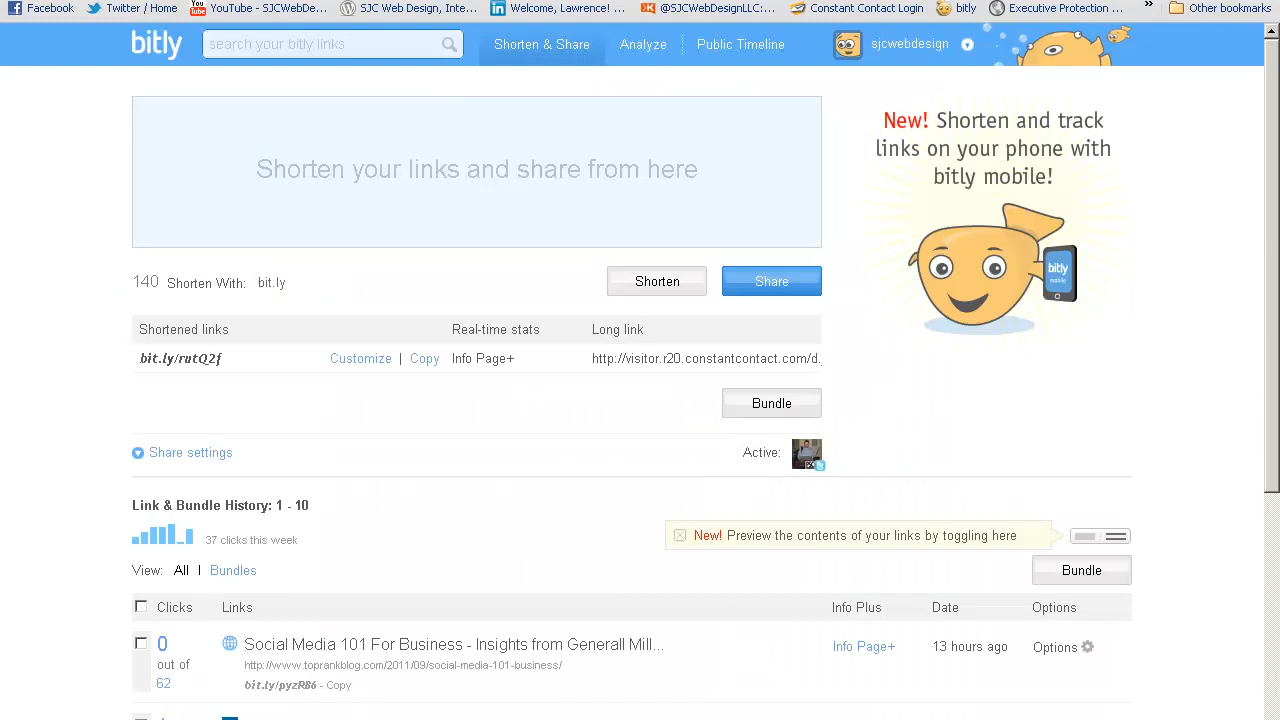 Facebook Twitter / Home YouTube - SJCWebDe... SJC Web Design, Inte... Welcome, Lawrence! ... @SJCWebDesignLLC:... Constant Contact Login bitly Executive Protection ... » Other bookmarks
bitly search your bitly links Shorten & Share Analyze Public Timeline sjcwebdesign
New! Shorten and track
links on your phone with
bitly mobile!
Shorten your links and share from here
bitly
mobile
140 Shorten With: bit.ly Shorten Share
Shortened links Real-time stats Long link
bit.ly/rutQ2f Customize | Copy Info Page+ http://visitor.r20.constantcontact.com/d.
Bundle
Share settings Active:
Link & Bundle History: 1 - 10
37 clicks this week New! Preview the contents of your links by toggling here
View: All | Bundles Bundle
Clicks Links Info Plus Date Options
0 Social Media 101 For Business - Insights from Generall Mill... Info Page+ 13 hours ago Options
out of http://www.toprankblog.com/2011/09/social-media-101-business/
62 bit.ly/pyzR86 - Copy